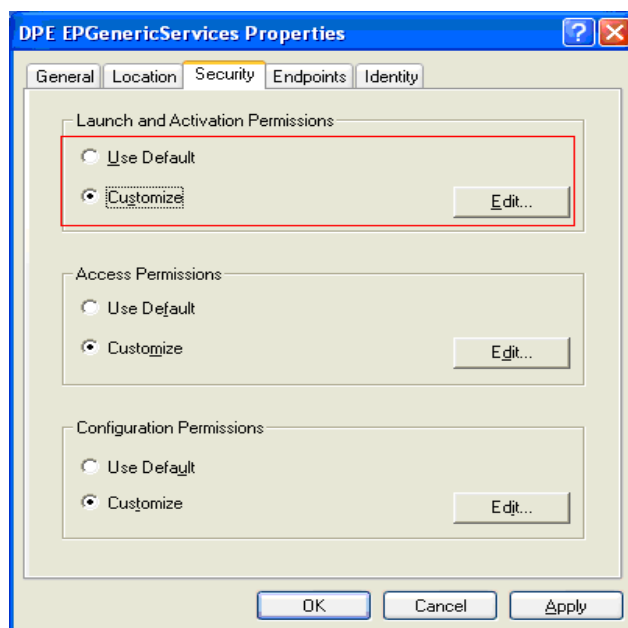 DPE EPGenericServices Properties
General Location Security Endpoints Identity
Launch and Activation Permissions
Use Default
Customize
Edit...
Access Permissions
Use Default
Customize
Edit...
Configuration Permissions
Use Default
Customize
Edit...
OK Cancel Apply